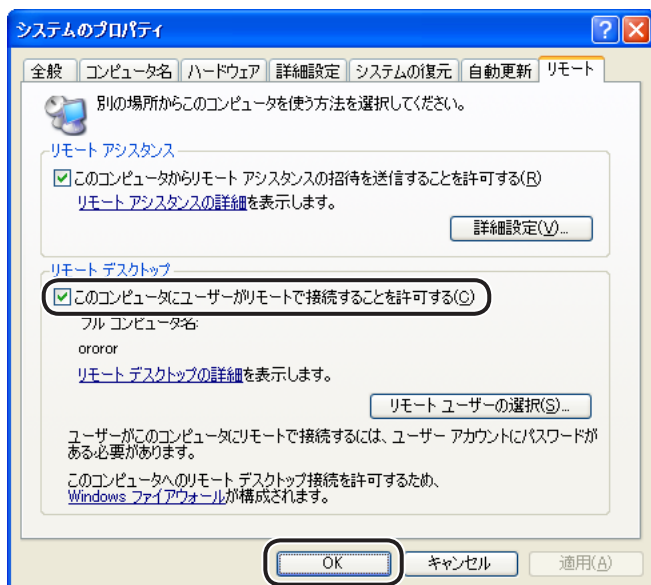 システムのプロパティ
全般 コンピュータ名 ハードウェア 詳細設定 システムの復元 自動更新 リモート
別の場所からこのコンピュータを使う方法を選択してください。
リモート アシスタンス
このコンピュータからリモート アシスタンスの招待を送信することを許可する(R)
リモート アシスタンスの詳細を表示します。
詳細設定(V)...
リモート デスクトップ
このコンピュータにユーザーがリモートで接続することを許可する(C)
フル コンピュータ名:
ororor
リモート デスクトップの詳細を表示します。
リモート ユーザーの選択(S)...
ユーザーがこのコンピュータにリモートで接続するには、ユーザー アカウントにパスワードが
ある必要があります。
このコンピュータへのリモート デスクトップ接続を許可するため、
Windows ファイアウォールが構成されます。
OK キャンセル 適用(A)